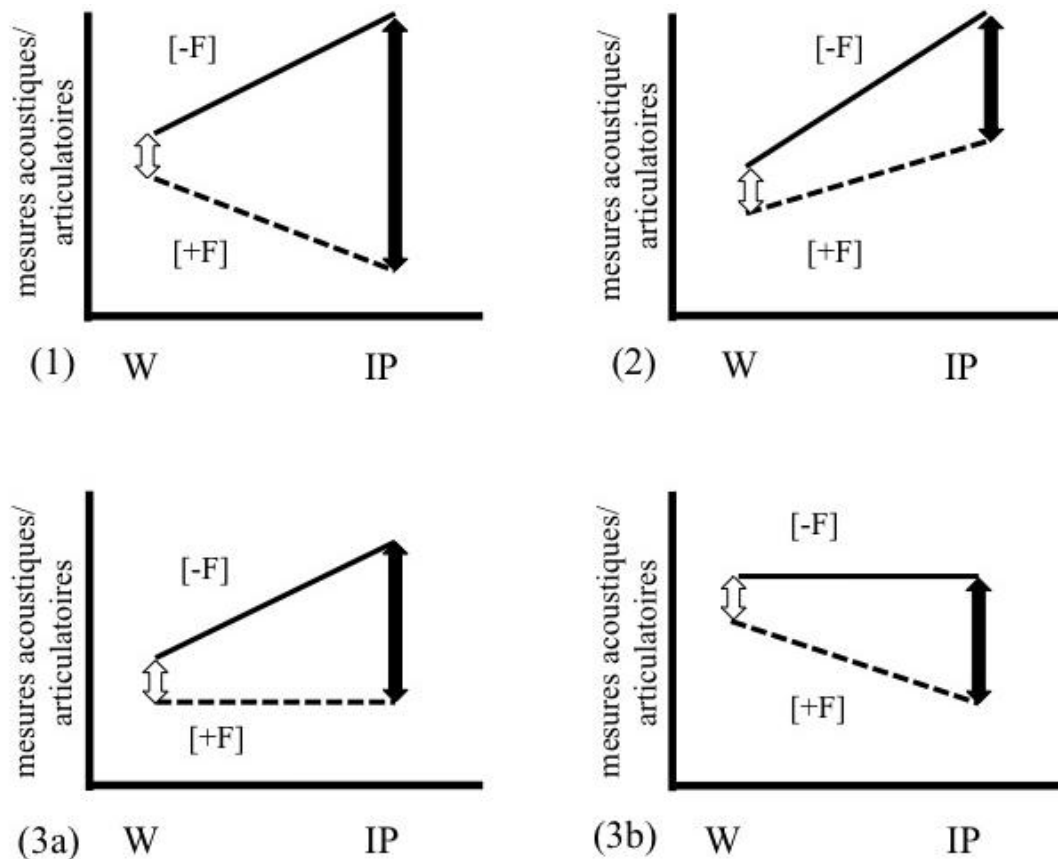 mesures acoustiques/
articulatoires
[-F]
[+F]
(1) W IP
mesures acoustiques/
articulatoires
[-F]
[+F]
(2) W IP
mesures acoustiques/
articulatoires
[-F]
[+F]
(3a) W IP
mesures acoustiques/
articulatoires
[-F]
[+F]
(3b) W IP